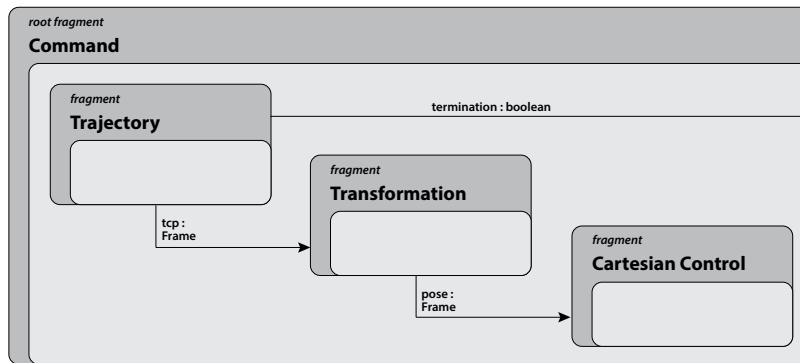 root fragment
Command
fragment
Trajectory
termination : boolean
fragment
Transformation
tcp :
Frame
fragment
Cartesian Control
pose :
Frame